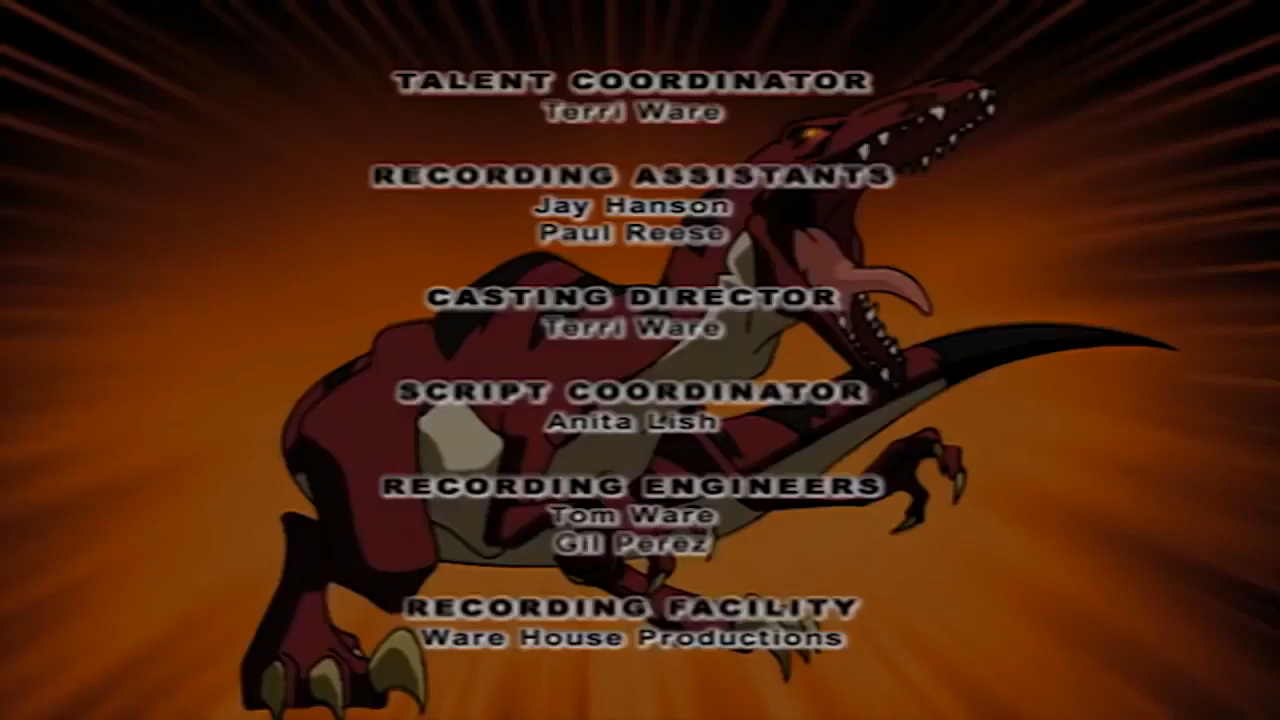 TALENT COORDINATOR
Terri Ware
RECORDING ASSISTANTS
Jay Hanson
Paul Reese
CASTING DIRECTOR
Terri Ware
SCRIPT COORDINATOR
Anita Lish
RECORDING ENGINEERS
Tom Ware
Gil Perez
RECORDING FACILITY
Ware House Productions